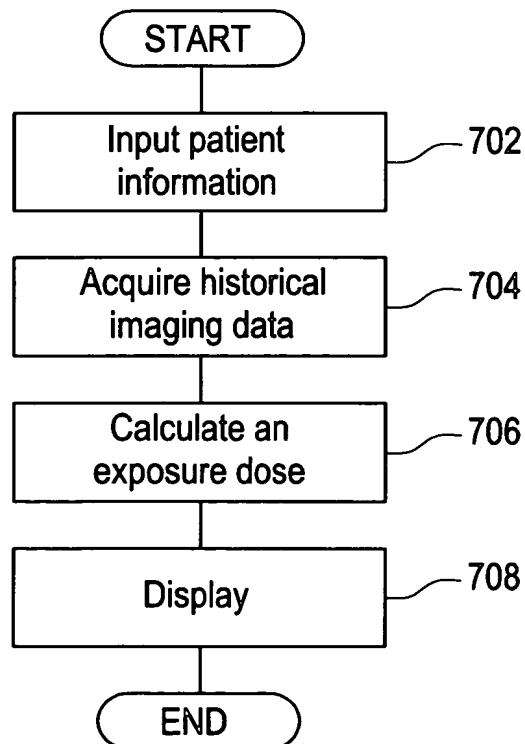 START
Input patient
information
702
Acquire historical
imaging data
704
Calculate an
exposure dose
706
Display
708
END